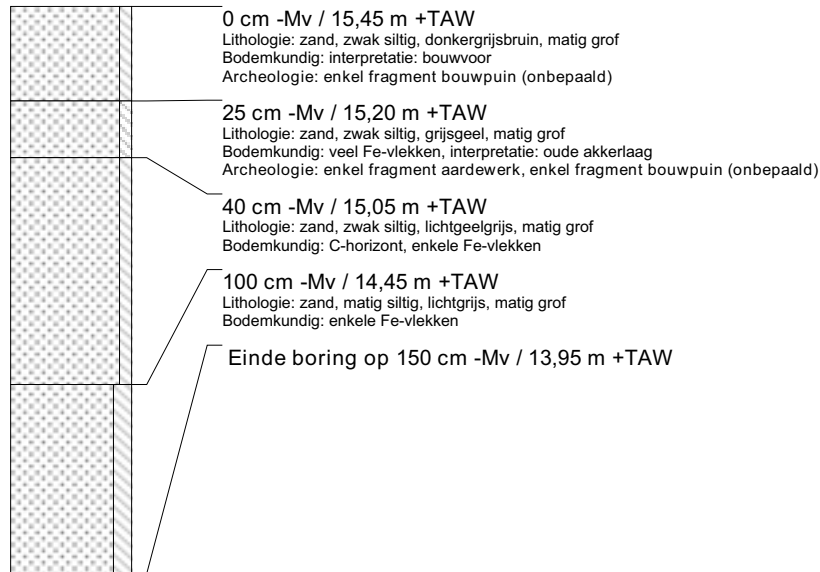 0 cm -Mv / 15,45 m +TAW
Lithologie: zand, zwak siltig, donkergrijsbruin, matig grof
Bodemkundig: interpretatie: bouwvoor
Archeologie: enkel fragment bouwpuin (onbepaald)
25 cm -Mv / 15,20 m +TAW
Lithologie: zand, zwak siltig, grijsgeel, matig grof
Bodemkundig: veel Fe-vlekken, interpretatie: oude akkerlaag
Archeologie: enkel fragment aardewerk, enkel fragment bouwpuin (onbepaald)
40 cm -Mv / 15,05 m +TAW
Lithologie: zand, zwak siltig, lichtgeelgrijs, matig grof
Bodemkundig: C-horizont, enkele Fe-vlekken
100 cm -Mv / 14,45 m +TAW
Lithologie: zand, matig siltig, lichtgrijs, matig grof
Bodemkundig: enkele Fe-vlekken
Einde boring op 150 cm -Mv / 13,95 m +TAW